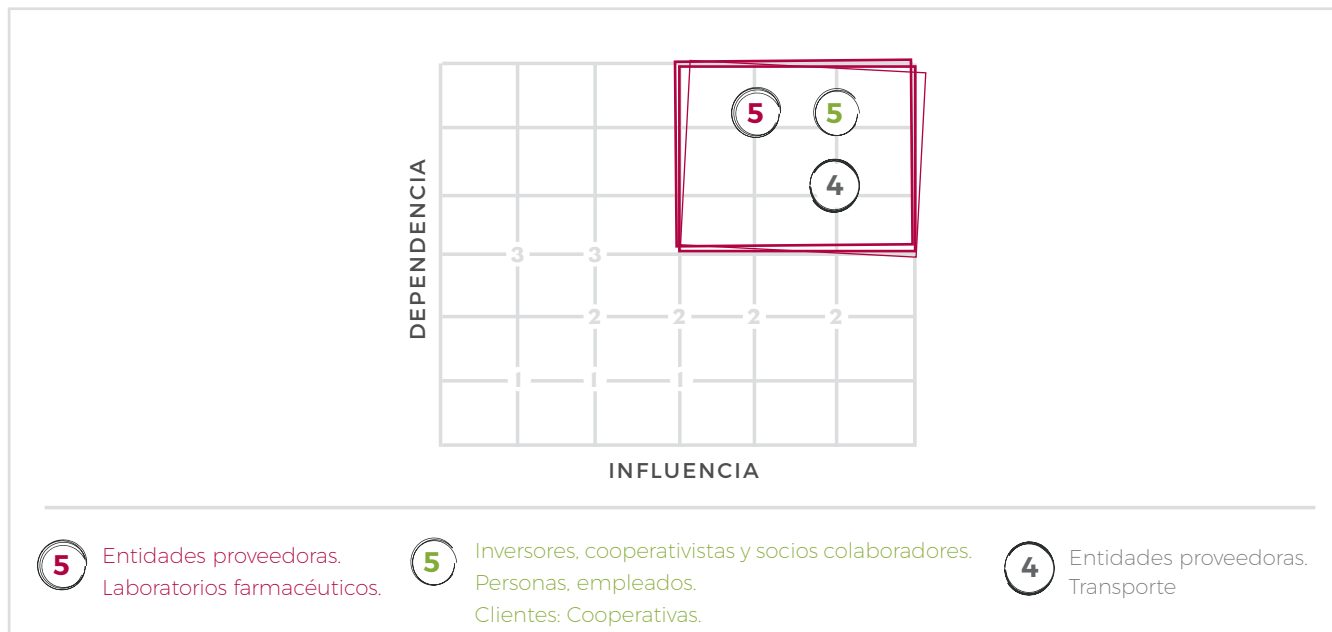 5 5
4
DEPENDENCIA
3 3
2 2 2 2
1 1 1
INFLUENCIA
5 Entidades proveedoras.
Laboratorios farmacéuticos.
5 Inversores, cooperativistas y socios colaboradores.
Personas, empleados.
Clientes: Cooperativas.
4 Entidades proveedoras.
Transporte